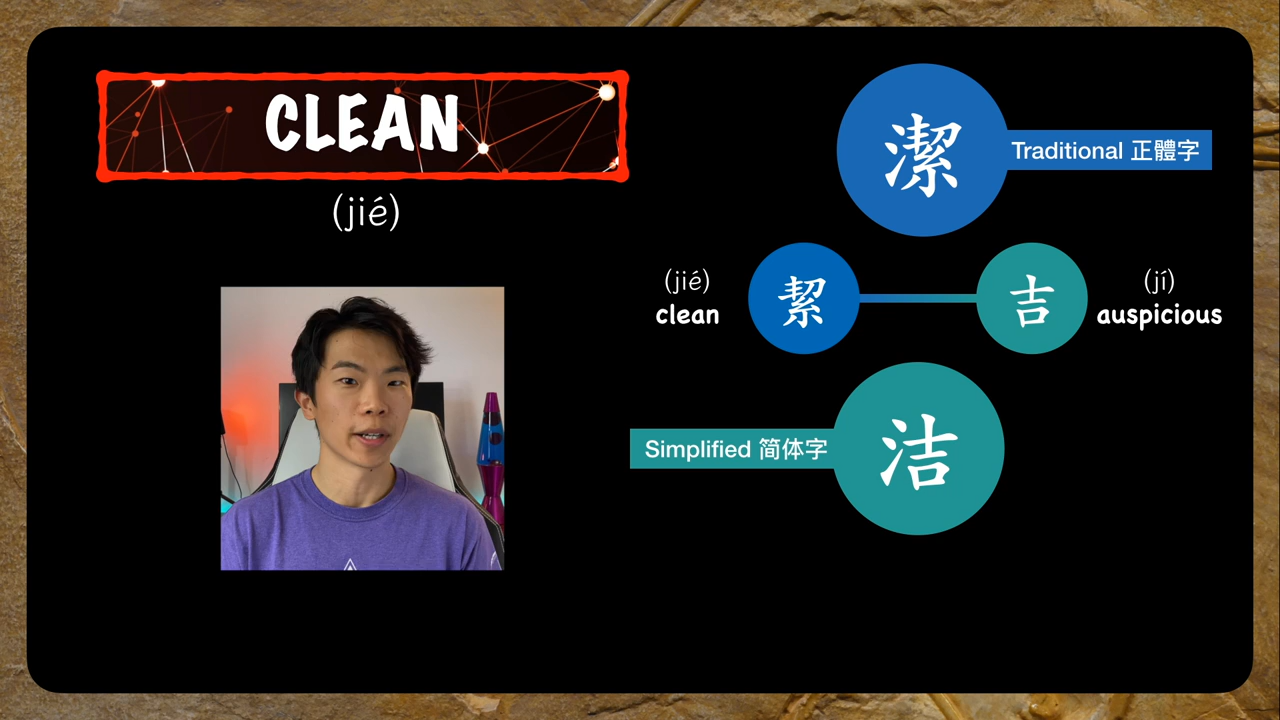 CLEAN
(jié)
潔
Traditional 正體字
(jié)
clean
絜
吉
(jí)
auspicious
Simplified 简体字
洁